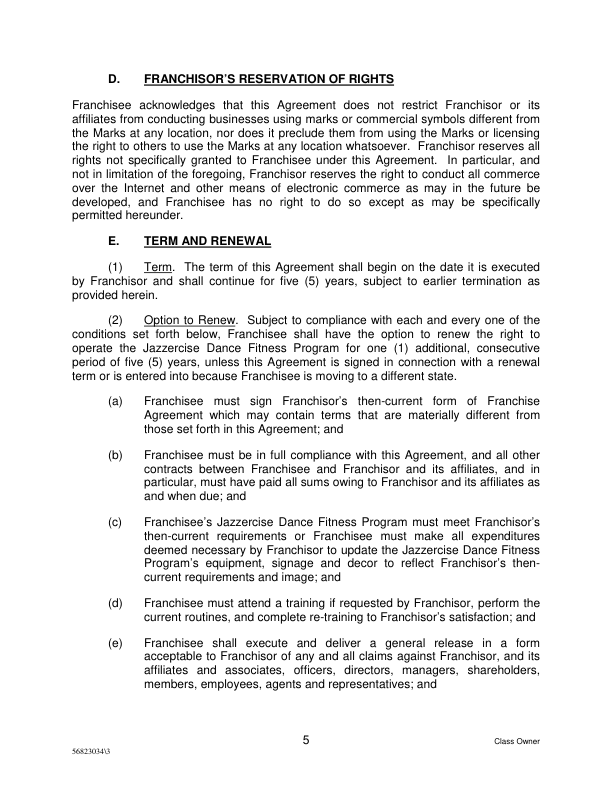 D. FRANCHISOR'S RESERVATION OF RIGHTS
Franchisee acknowledges that this Agreement does not restrict Franchisor or its
affiliates from conducting businesses using marks or commercial symbols different from
the Marks at any location, nor does it preclude them from using the Marks or licensing
the right to others to use the Marks at any location whatsoever. Franchisor reserves all
rights not specifically granted to Franchisee under this Agreement. In particular, and
not in limitation of the foregoing, Franchisor reserves the right to conduct all commerce
over the Internet and other means of electronic commerce as may in the future be
developed, and Franchisee has no right to do so except as may be specifically
permitted hereunder.
E. TERM AND RENEWAL
(1) Term. The term of this Agreement shall begin on the date it is executed
by Franchisor and shall continue for five (5) years, subject to earlier termination as
provided herein.
(2) Option to Renew. Subject to compliance with each and every one of the
conditions set forth below, Franchisee shall have the option to renew the right to
operate the Jazzercise Dance Fitness Program for one (1) additional, consecutive
period of five (5) years, unless this Agreement is signed in connection with a renewal
term or is entered into because Franchisee is moving to a different state.
(a) Franchisee must sign Franchisor's then-current form of Franchise
Agreement which may contain terms that are materially different from
those set forth in this Agreement; and
(b) Franchisee must be in full compliance with this Agreement, and all other
contracts between Franchisee and Franchisor and its affiliates, and in
particular, must have paid all sums owing to Franchisor and its affiliates as
and when due; and
(c) Franchisee's Jazzercise Dance Fitness Program must meet Franchisor's
then-current requirements or Franchisee must make all expenditures
deemed necessary by Franchisor to update the Jazzercise Dance Fitness
Program's equipment, signage and decor to reflect Franchisor's then-
current requirements and image; and
(d) Franchisee must attend a training if requested by Franchisor, perform the
current routines, and complete re-training to Franchisor's satisfaction; and
(e) Franchisee shall execute and deliver a general release in a form
acceptable to Franchisor of any and all claims against Franchisor, and its
affiliates and associates, officers, directors, managers, shareholders,
members, employees, agents and representatives; and
5
Class Owner
56823034\3